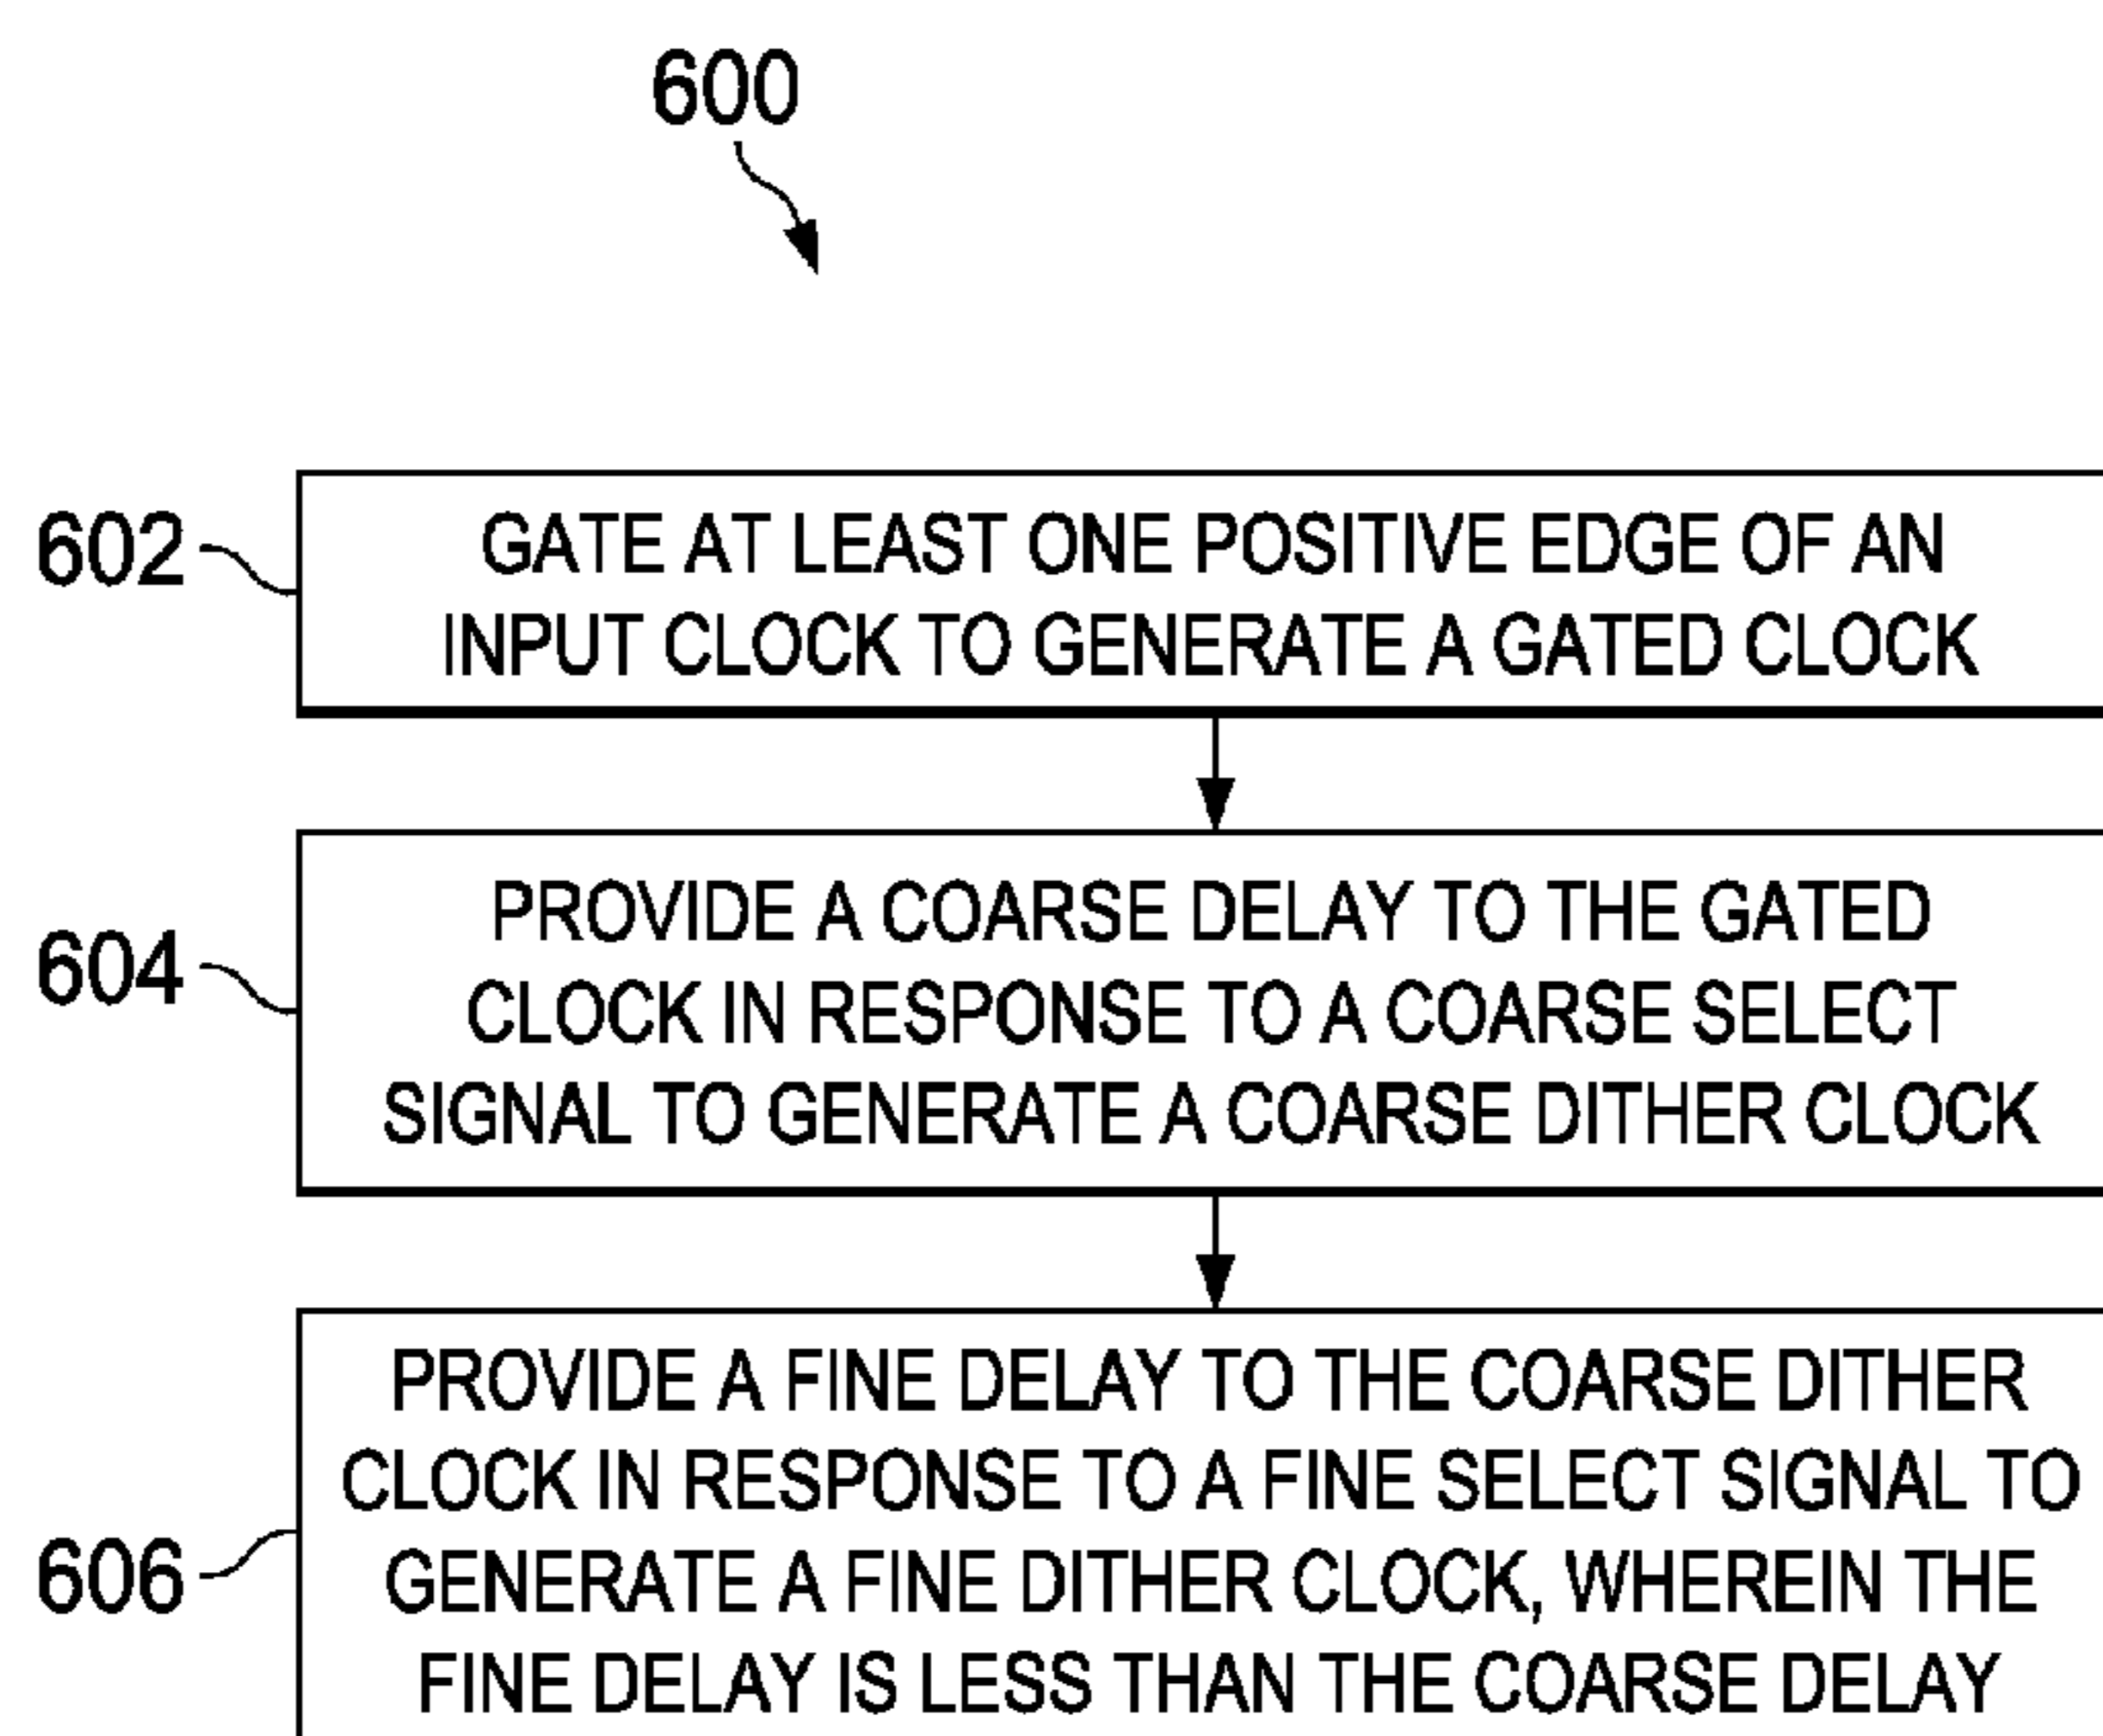 600
602
GATE AT LEAST ONE POSITIVE EDGE OF AN
INPUT CLOCK TO GENERATE A GATED CLOCK
604
PROVIDE A COARSE DELAY TO THE GATED
CLOCK IN RESPONSE TO A COARSE SELECT
SIGNAL TO GENERATE A COARSE DITHER CLOCK
606
PROVIDE A FINE DELAY TO THE COARSE DITHER
CLOCK IN RESPONSE TO A FINE SELECT SIGNAL TO
GENERATE A FINE DITHER CLOCK, WHEREIN THE
FINE DELAY IS LESS THAN THE COARSE DELAY